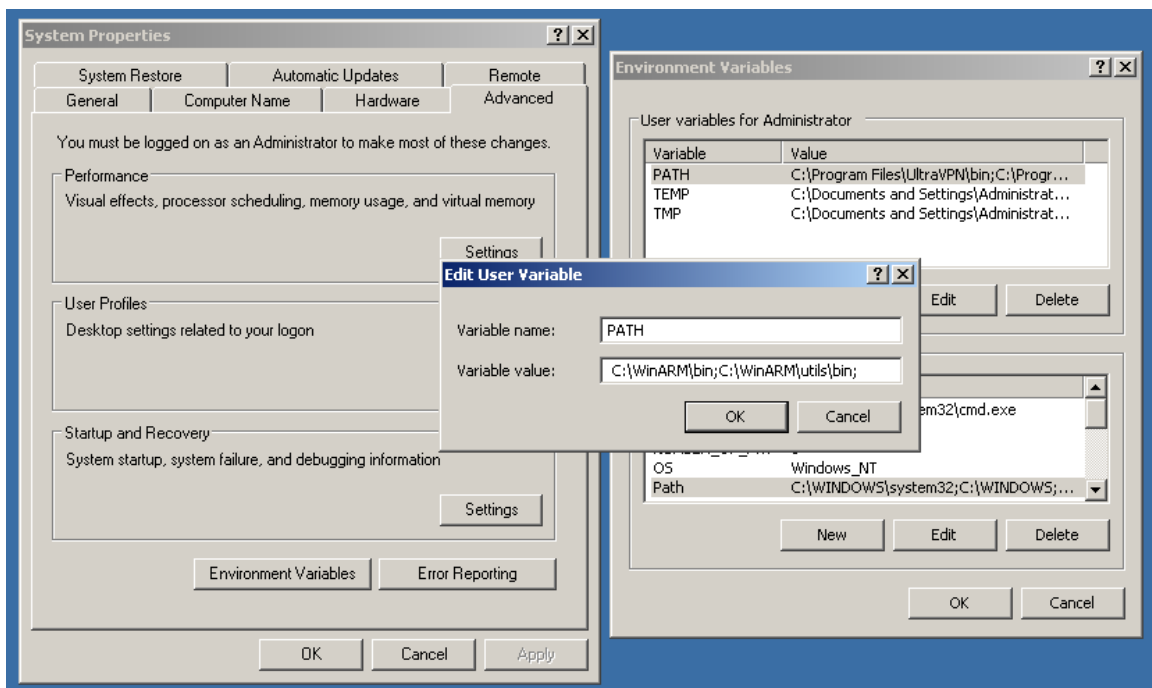 System Properties
System Restore
Automatic Updates
Remote
General
Computer Name
Hardware
Advanced
You must be logged on as an Administrator to make most of these changes.
Performance
Visual effects, processor scheduling, memory usage, and virtual memory
Settings
User Profiles
Desktop settings related to your logon
Startup and Recovery
System startup, system failure, and debugging information
Settings
Environment Variables
Error Reporting
OK
Cancel
Apply
Edit User Variable
Variable name:
PATH
Variable value:
C:\WinARM\bin;C:\WinARM\utils\bin;
OK
Cancel
Environment Variables
User variables for Administrator
Variable Value
PATH C:\Program Files\UltraVPN\bin;C:\Progr...
TEMP C:\Documents and Settings\Administrat...
TMP C:\Documents and Settings\Administrat...
Edit
Delete
em32\cmd.exe
OS Windows_NT
Path C:\WINDOWS\system32;C:\WINDOWS;...
New
Edit
Delete
OK
Cancel